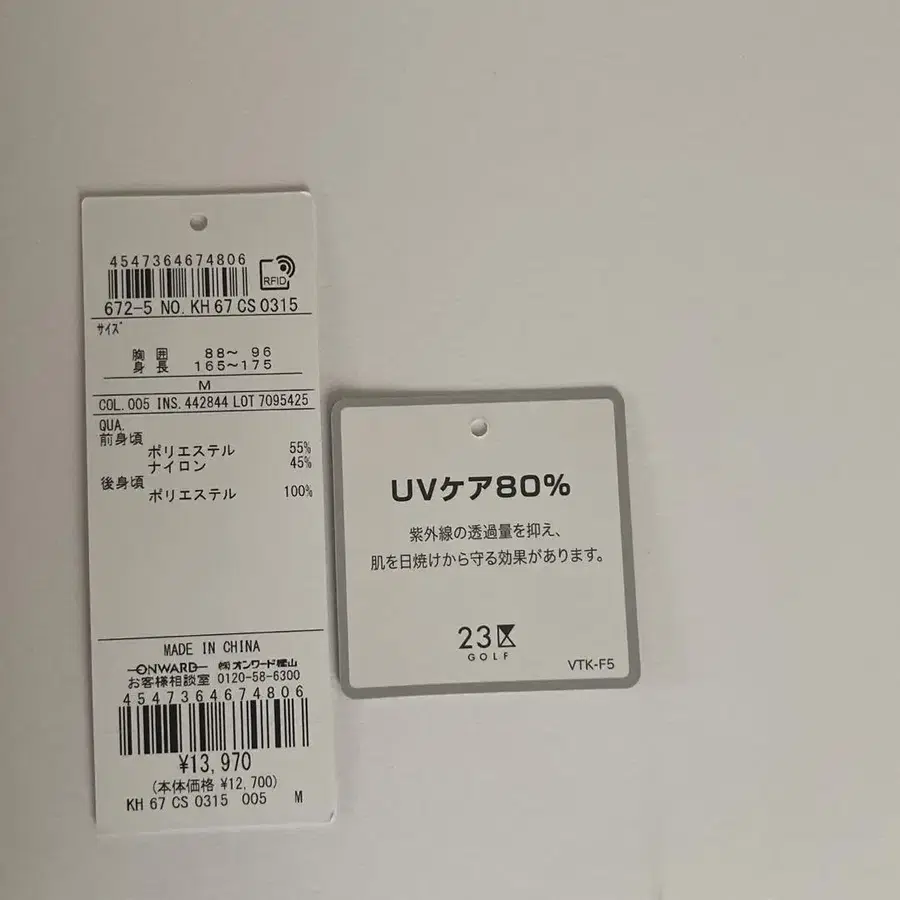 4547364674806
RFID
672-5 NO. KH 67 CS 0315
サイズ
胸 囲 88～ 96
身 長 165～175
M
COL. 005 INS. 442844 LOT 7095425
QUA.
前身頃
ポリエステル 55%
ナイロン 45%
後身頃
ポリエステル 100%
MADE IN CHINA
ONWARD ㈱オンワード樫山
お客様相談室 0120-58-6300
4547364674806
¥13,970
(本体価格 ¥12,700)
KH 67 CS 0315 005 M
UVケア80%
紫外線の透過量を抑え、
肌を日焼けから守る効果があります。
23区
GOLF
VTK-F5